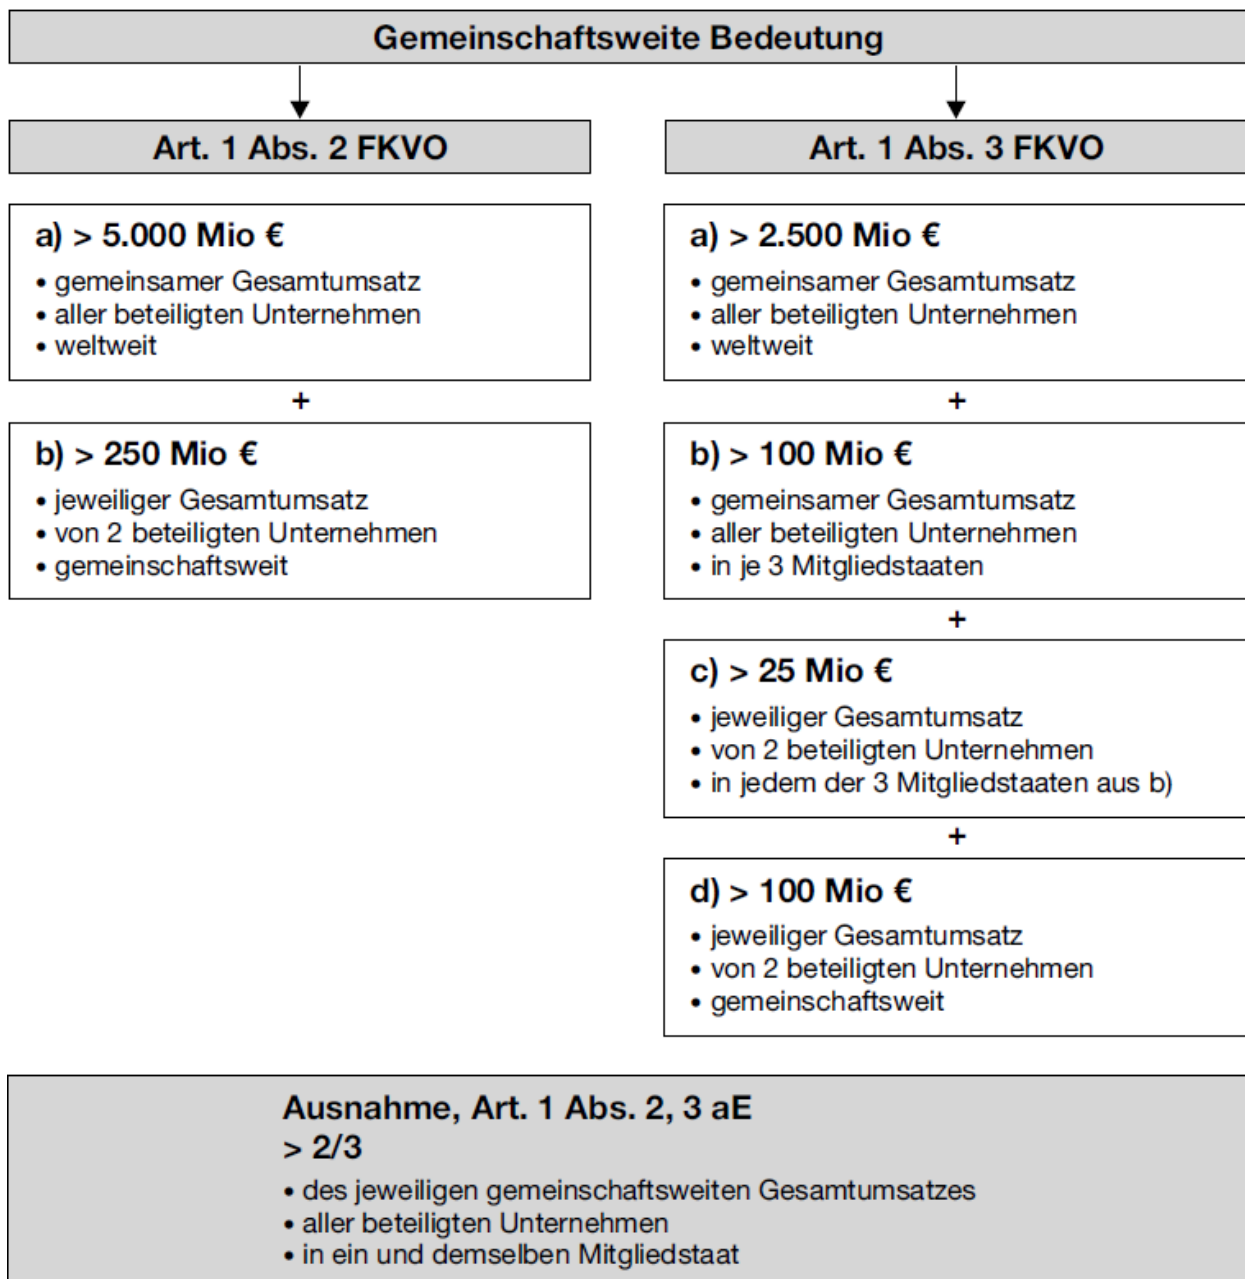 Gemeinschaftsweite Bedeutung
Art. 1 Abs. 2 FKVO
a) > 5.000 Mio €
• gemeinsamer Gesamtumsatz
• aller beteiligten Unternehmen
• weltweit
+
b) > 250 Mio €
• jeweiliger Gesamtumsatz
• von 2 beteiligten Unternehmen
• gemeinschaftsweit
Art. 1 Abs. 3 FKVO
a) > 2.500 Mio €
• gemeinsamer Gesamtumsatz
• aller beteiligten Unternehmen
• weltweit
+
b) > 100 Mio €
• gemeinsamer Gesamtumsatz
• aller beteiligten Unternehmen
• in je 3 Mitgliedstaaten
+
c) > 25 Mio €
• jeweiliger Gesamtumsatz
• von 2 beteiligten Unternehmen
• in jedem der 3 Mitgliedstaaten aus b)
+
d) > 100 Mio €
• jeweiliger Gesamtumsatz
• von 2 beteiligten Unternehmen
• gemeinschaftsweit
Ausnahme, Art. 1 Abs. 2, 3 aE
> 2/3
• des jeweiligen gemeinschaftsweiten Gesamtumsatzes
• aller beteiligten Unternehmen
• in ein und demselben Mitgliedstaat